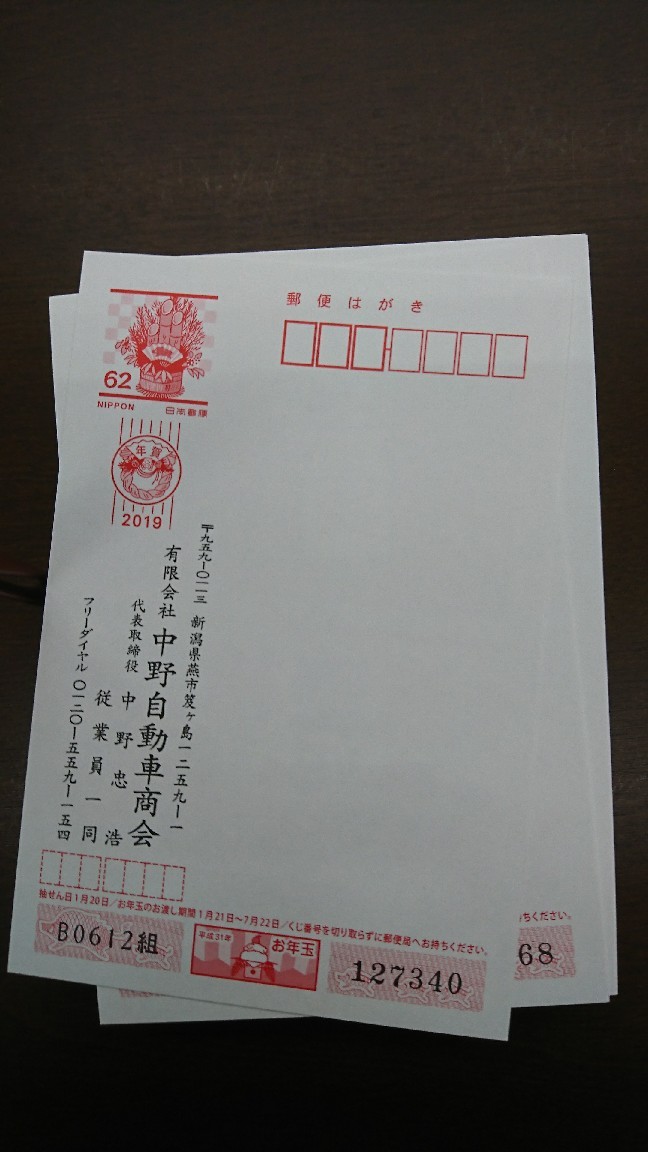 郵便はがき
62
NIPPON 日本郵便
年賀
2019
〒九五九-〇一一三 新潟県燕市笈ヶ島一二五九-一
有限会社 中野自動車商会
代表取締役 中野忠浩
従業員一同
フリーダイヤル 〇一二〇-五五九-一五四
抽せん日1月20日/お年玉のお渡し期間1月21日~7月22日/くじ番号を切り取らずに郵便局へお持ちください。
B0612組
平成31年
お年玉
127340
ちください。
68